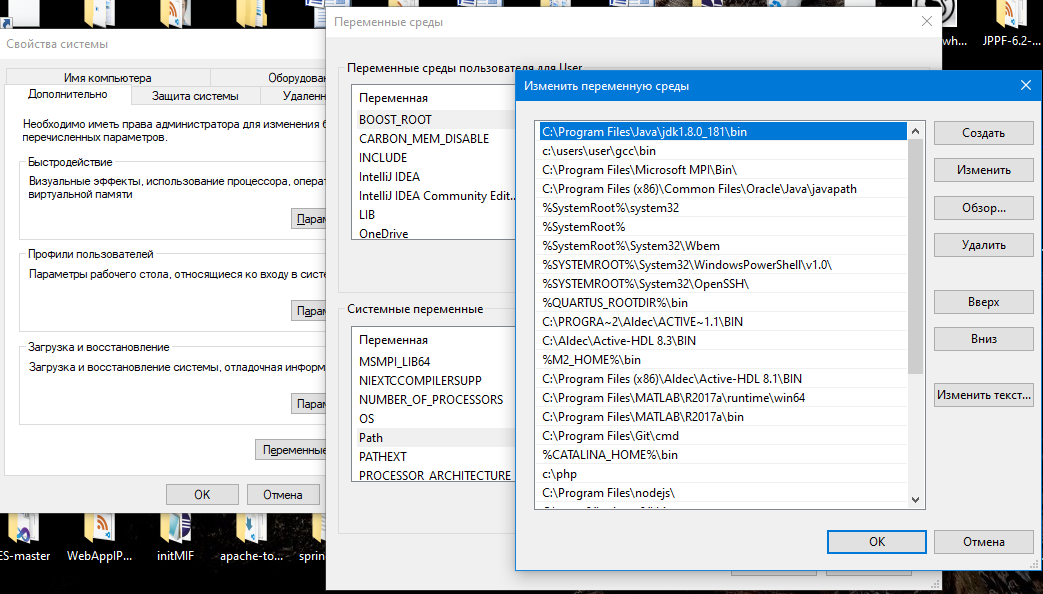 Переменные среды
wh...
JPPF-6.2-...
Свойства системы
Имя компьютера
Дополнительно
Защита системы
Необходимо иметь права администратора для изменения
перечисленных параметров.
Быстродействие
Визуальные эффекты, использование процессора,
виртуальной памяти
Профили пользователей
Параметры рабочего стола, относящиеся ко входу в
Загрузка и восстановление
Загрузка и восстановление системы, отладочная
Переменные
OK
Отмена
ES-master
WebAppIP...
initMIF
apache-to...
Переменные среды пользователя для User
Переменная
BOOST_ROOT
CARBON_MEM_DISABLE
INCLUDE
IntelliJ IDEA
IntelliJ IDEA Community Edit...
LIB
OneDrive
Системные переменные
Переменная
MSMPI_LIB64
NIEXTCCOMPILERSUPP
NUMBER_OF_PROCESSORS
OS
Path
PATHEXT
PROCESSOR_ARCHITECTURE
Изменить переменную среды
C:\Program Files\Java\jdk1.8.0_181\bin
c:\users\user\gcc\bin
C:\Program Files\Microsoft MPI\Bin\
C:\Program Files (x86)\Common Files\Oracle\Java\javapath
%SystemRoot%\system32
%SystemRoot%
%SystemRoot%\System32\Wbem
%SYSTEMROOT%\System32\WindowsPowerShell\v1.0\
%SYSTEMROOT%\System32\OpenSSH\
%QUARTUS_ROOTDIR%\bin
C:\PROGRA~2\Aldec\ACTIVE~1.1\BIN
C:\Aldec\Active-HDL 8.3\BIN
%M2_HOME%\bin
C:\Program Files (x86)\Aldec\Active-HDL 8.1\BIN
C:\Program Files\MATLAB\R2017a\runtime\win64
C:\Program Files\MATLAB\R2017a\bin
C:\Program Files\Git\cmd
%CATALINA_HOME%\bin
c:\php
C:\Program Files\nodejs\
Создать
Изменить
Обзор...
Удалить
Вверх
Вниз
Изменить текст...
OK
Отмена